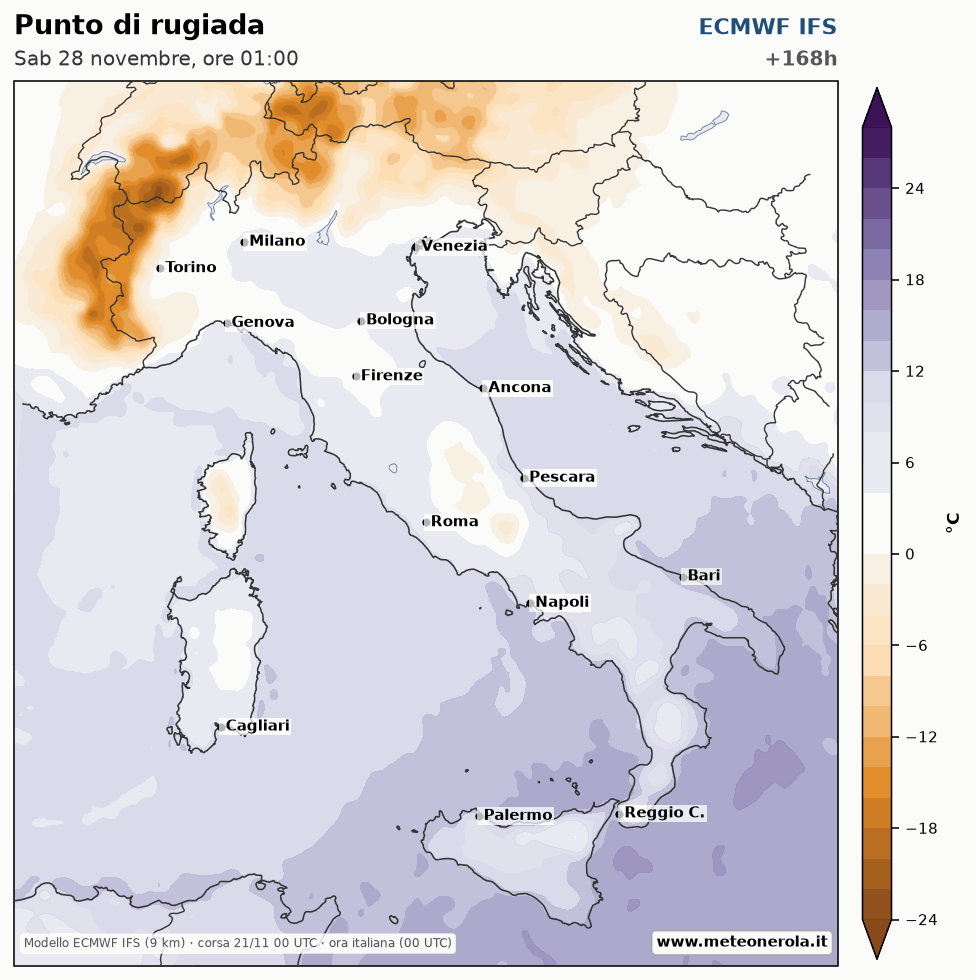 Punto di rugiada
ECMWF IFS
Sab 28 novembre, ore 01:00
+168h
Milano
Venezia
Torino
Genova
Bologna
Firenze
Ancona
Pescara
Roma
Bari
Napoli
Cagliari
Palermo
Reggio C.
24
18
12
6
0
−6
−12
−18
−24
°C
Modello ECMWF IFS (9 km) · corsa 21/11 00 UTC · ora italiana (00 UTC)
www.meteonerola.it